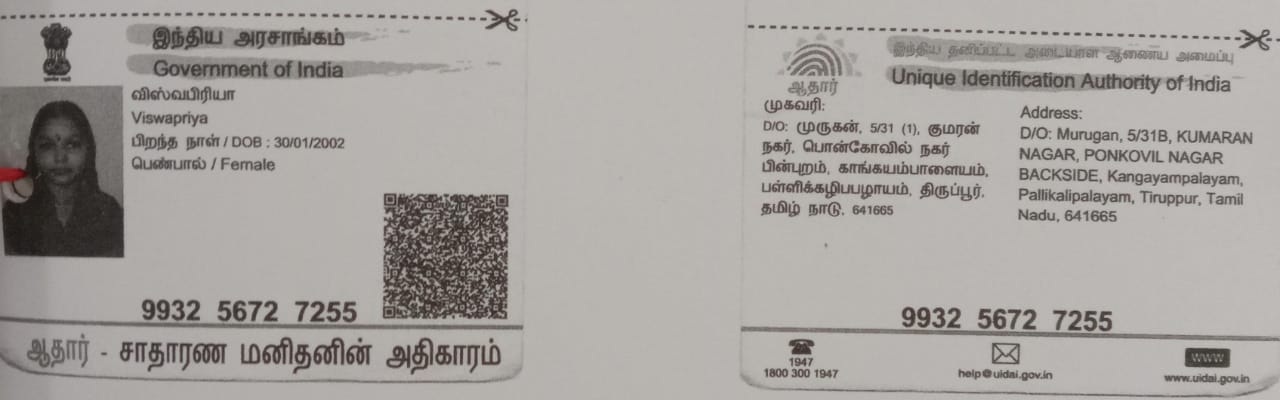 இந்திய அரசாங்கம்
Government of India
விஸ்வபிரியா
Viswapriya
பிறந்த நாள் / DOB : 30/01/2002
பெண்பால் / Female
9932 5672 7255
ஆதார் - சாதாரண மனிதனின் அதிகாரம்
இந்திய தனிப்பட்ட அடையாள ஆணைய அமைப்பு
Unique Identification Authority of India
ஆதார்
முகவரி:
D/O: முருகன், 5/31 (1), குமரன்
நகர், பொன்கோவில் நகர்
பின்புறம், காங்கயம்பாளையம்,
பள்ளிக்கழிபபழாயம், திருப்பூர்,
தமிழ் நாடு, 641665
Address:
D/O: Murugan, 5/31B, KUMARAN
NAGAR, PONKOVIL NAGAR
BACKSIDE, Kangayampalayam,
Pallikalipalayam, Tiruppur, Tamil
Nadu, 641665
9932 5672 7255
1947
1800 300 1947
help@uidai.gov.in
www
www.uidai.gov.in